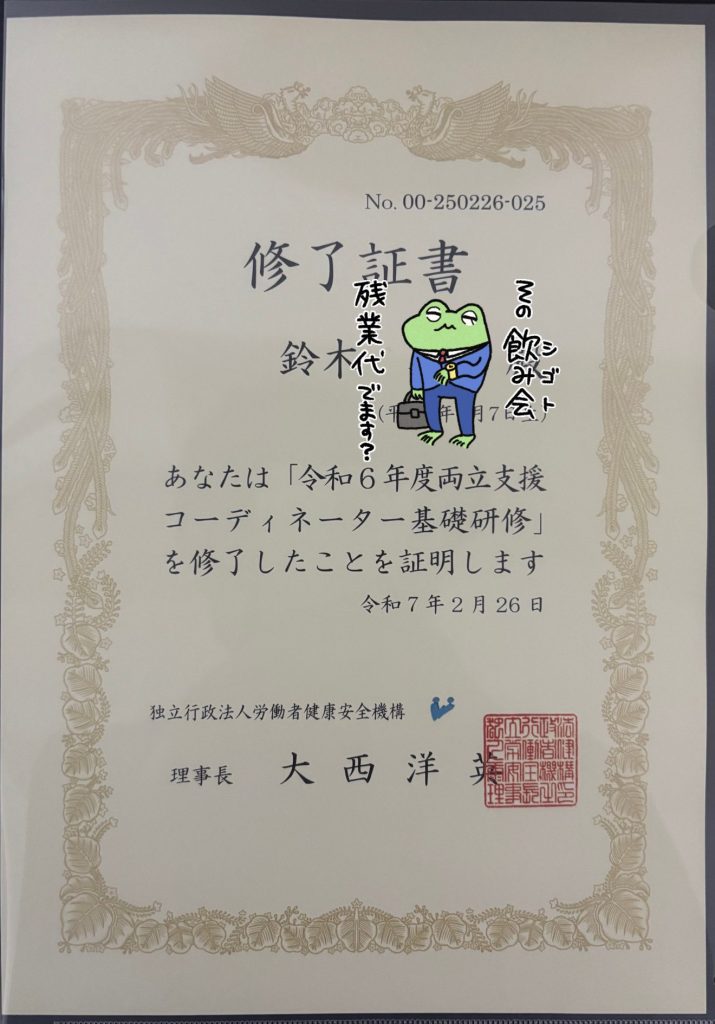 No. 00-250226-025
修了証書
鈴木
月7日
その飲み会
シゴト
残業代でます?
あなたは「令和6年度両立支援
コーディネーター基礎研修」
を修了したことを証明します
令和7年2月26日
独立行政法人労働者健康安全機構
理事長 大西洋英